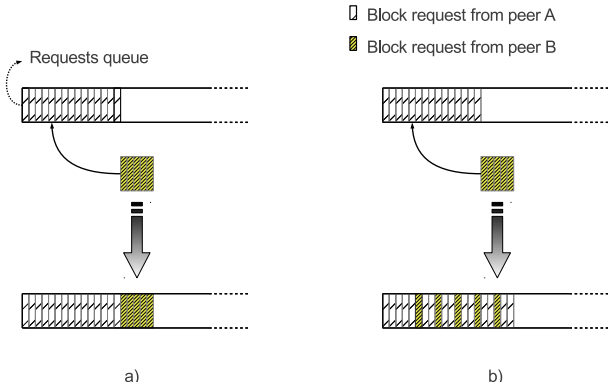 Block request from peer A
Block request from peer B
Requests queue
a)
b)